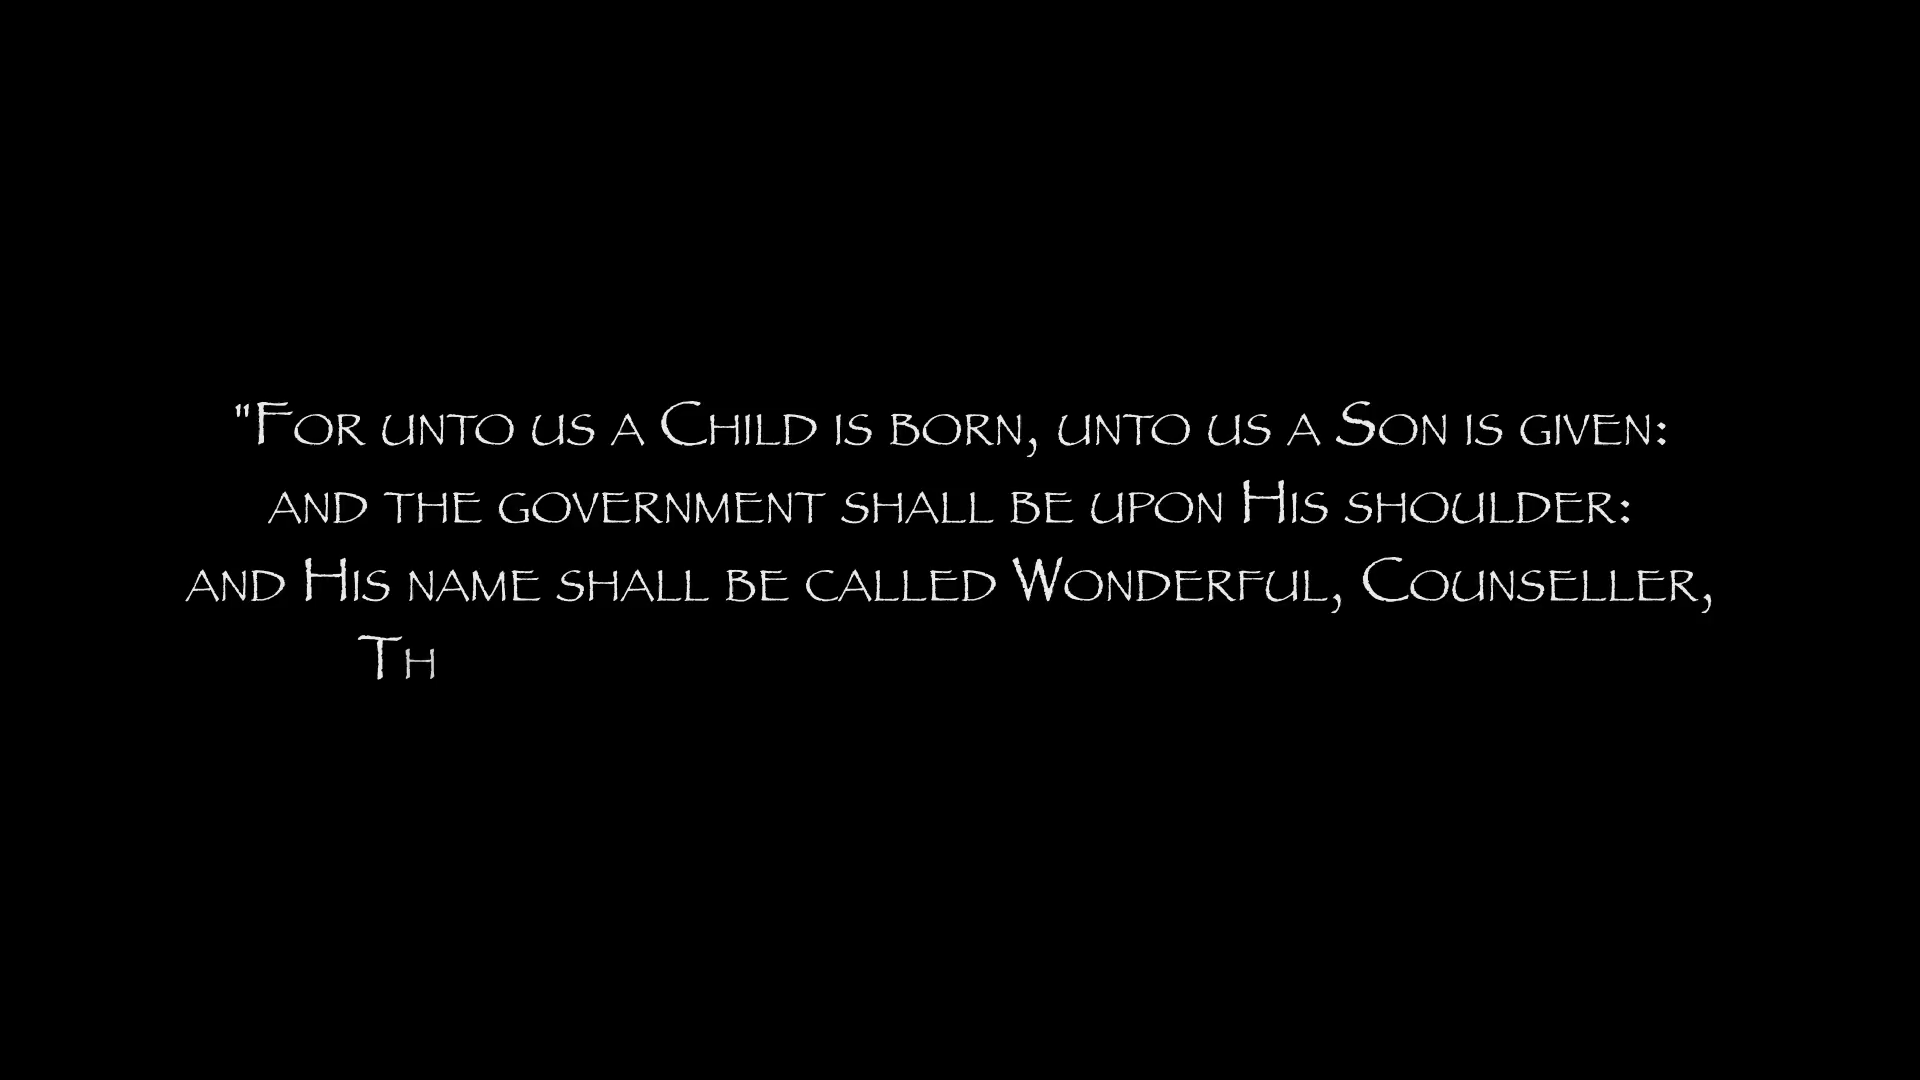 "For unto us a Child is born, unto us a Son is given:
and the government shall be upon His shoulder:
and His name shall be called Wonderful, Counseller,
Th